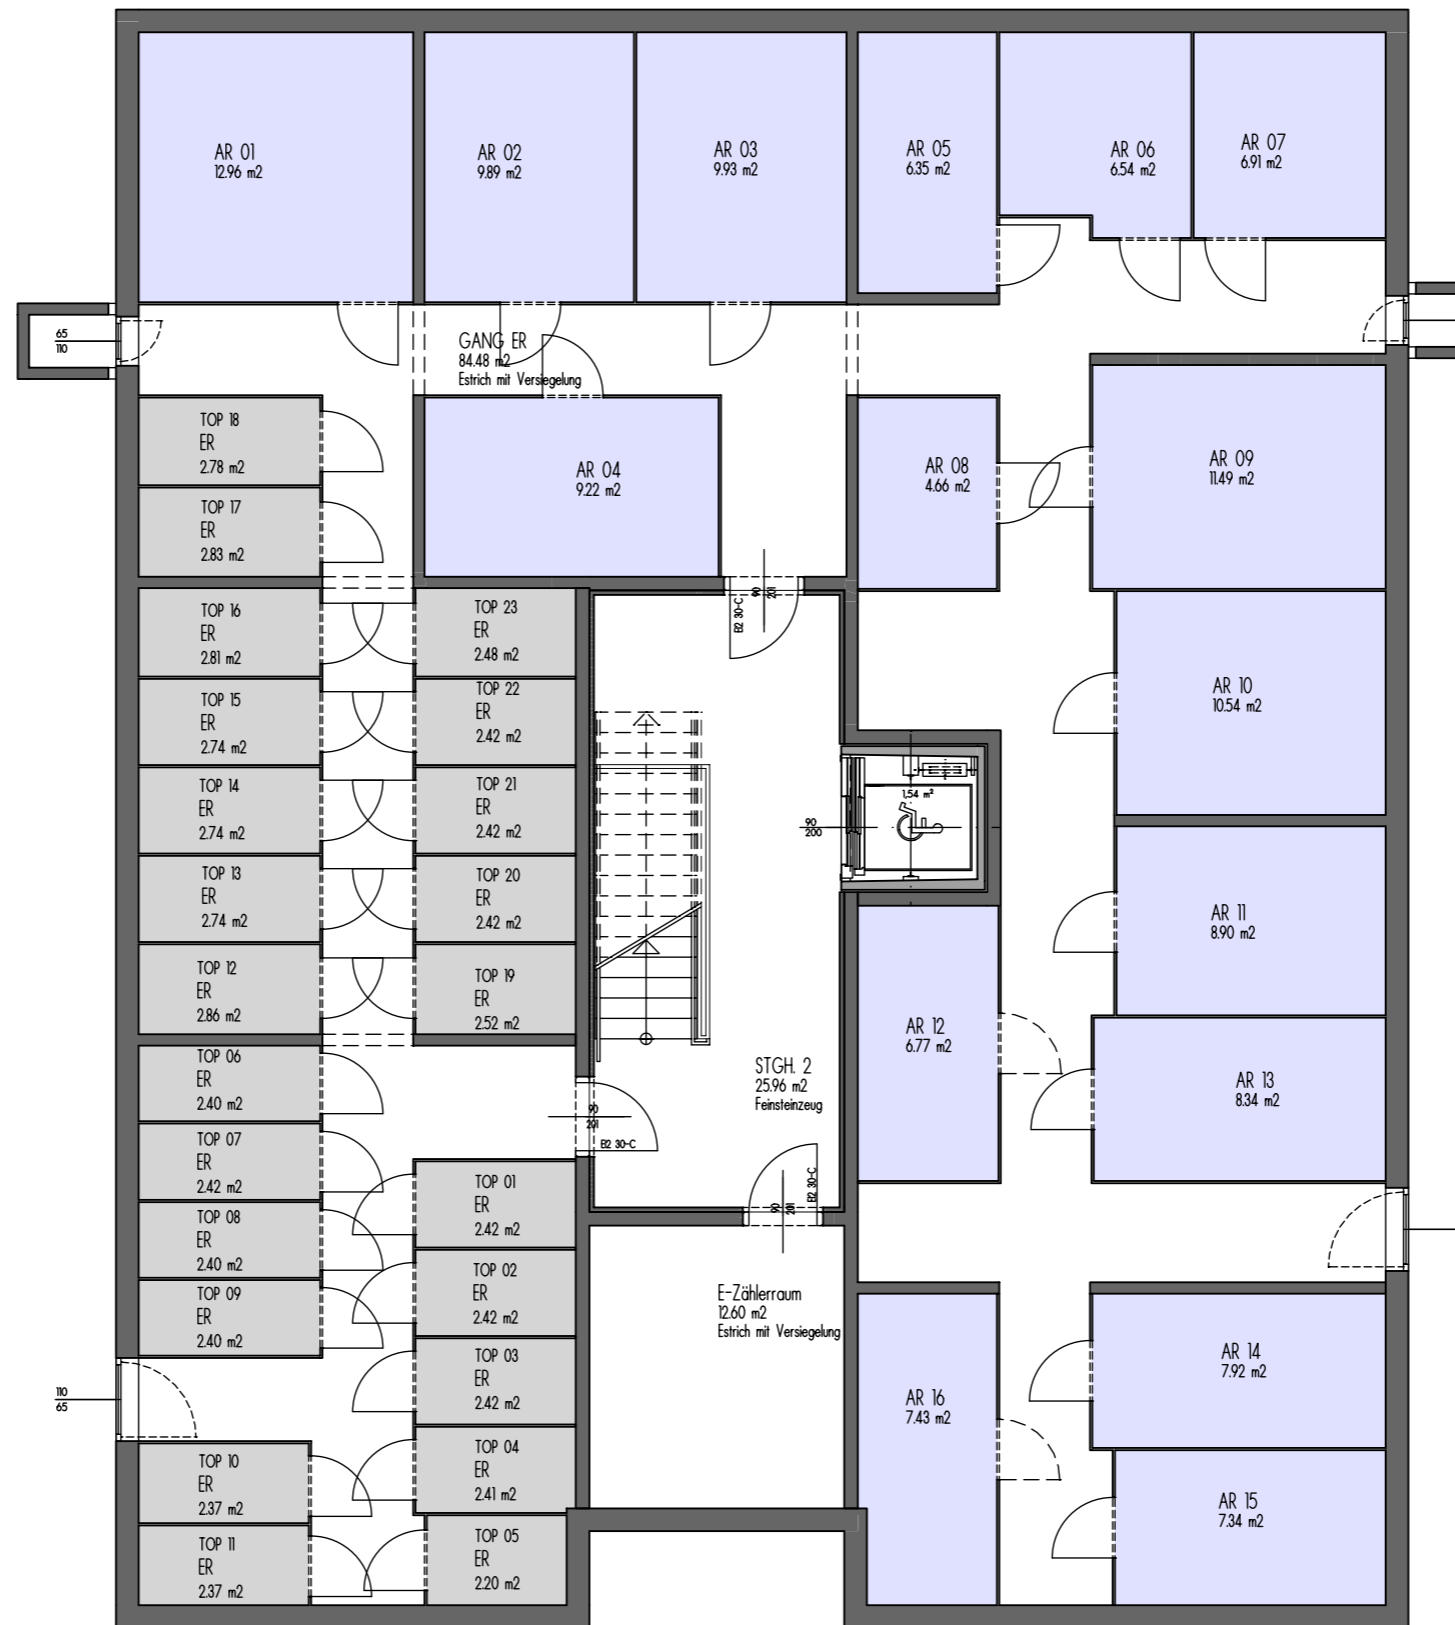 AR 01
12.96 m2
AR 02
9.89 m2
AR 03
9.93 m2
AR 05
6.35 m2
AR 06
6.54 m2
AR 07
6.91 m2
65
110
GANG ER
84.48 m2
Estrich mit Versiegelung
TOP 18
ER
2.78 m2
TOP 17
ER
2.83 m2
AR 04
9.22 m2
AR 08
4.66 m2
AR 09
11.49 m2
TOP 16
ER
2.81 m2
TOP 23
ER
2.48 m2
EI2 30-C
90
201
TOP 15
ER
2.74 m2
TOP 22
ER
2.42 m2
AR 10
10.54 m2
TOP 14
ER
2.74 m2
TOP 21
ER
2.42 m2
1,54 m²
90
200
TOP 13
ER
2.74 m2
TOP 20
ER
2.42 m2
AR 11
8.90 m2
TOP 12
ER
2.86 m2
TOP 19
ER
2.52 m2
AR 12
6.77 m2
TOP 06
ER
2.40 m2
STGH. 2
25.96 m2
Feinsteinzeug
AR 13
8.34 m2
90
201
EI2 30-C
TOP 07
ER
2.42 m2
TOP 01
ER
2.42 m2
90
201
EI2 30-C
TOP 08
ER
2.40 m2
TOP 02
ER
2.42 m2
TOP 09
ER
2.40 m2
E-Zählerraum
12.60 m2
Estrich mit Versiegelung
TOP 03
ER
2.42 m2
110
65
AR 14
7.92 m2
AR 16
7.43 m2
TOP 10
ER
2.37 m2
TOP 04
ER
2.41 m2
AR 15
7.34 m2
TOP 11
ER
2.37 m2
TOP 05
ER
2.20 m2